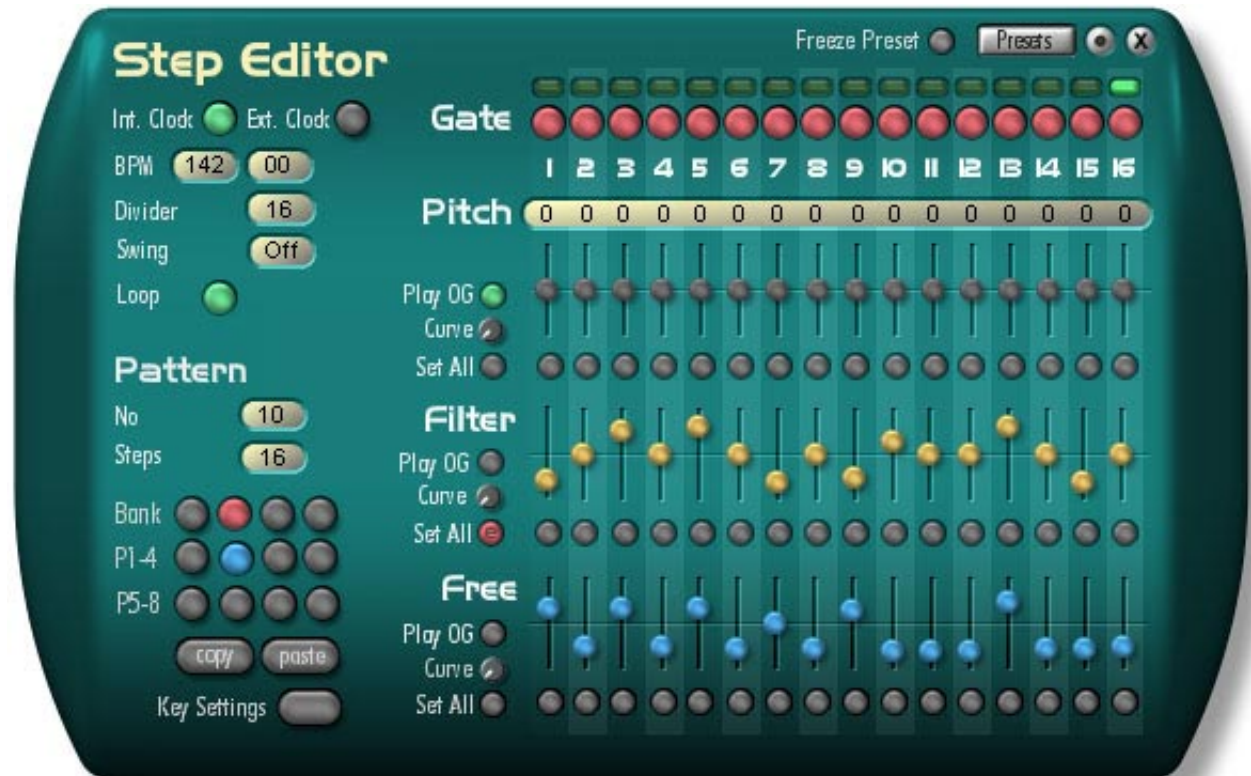 Freeze Preset Presets X
Step Editor
Int. Clock Ext. Clock Gate
BPM 142 00 1 2 3 4 5 6 7 8 9 10 11 12 13 14 15 16
Divider 16 Pitch 0 0 0 0 0 0 0 0 0 0 0 0 0 0 0 0
Swing Off
Loop Play OG
Curve
Set All
Pattern
No 10 Filter
Steps 16 Play OG
Curve
Bank Set All
P1-4
P5-8 Free
Play OG
copy paste Curve
Key Settings Set All